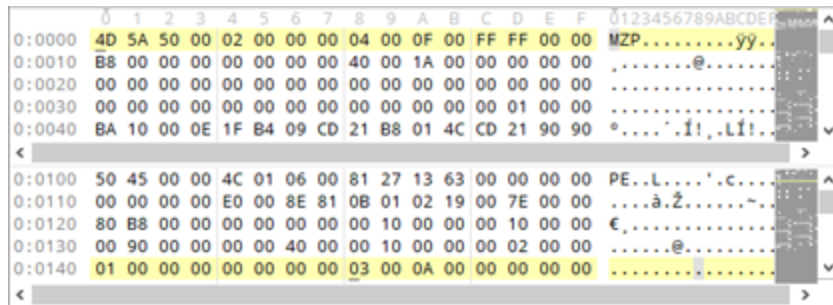 0 1 2 3 4 5 6 7 8 9 A B C D E F 0123456789ABCDEF
0:0000 4D 5A 50 00 02 00 00 00 04 00 0F 00 FF FF 00 00 MZP.........ÿÿ..
0:0010 B8 00 00 00 00 00 00 00 40 00 1A 00 00 00 00 00 ¸.......@.......
0:0020 00 00 00 00 00 00 00 00 00 00 00 00 00 00 00 00 ................
0:0030 00 00 00 00 00 00 00 00 00 00 00 00 00 01 00 00 ................
0:0040 BA 10 00 0E 1F B4 09 CD 21 B8 01 4C CD 21 90 90 º....´.Í!¸.LÍ!..
0:0100 50 45 00 00 4C 01 06 00 81 27 13 63 00 00 00 00 PE..L....'.c....
0:0110 00 00 00 00 E0 00 8E 81 0B 01 02 19 00 7E 00 00 ....à.Ž......~..
0:0120 80 B8 00 00 00 00 00 00 00 10 00 00 00 10 00 00 €¸..............
0:0130 00 90 00 00 00 00 40 00 00 10 00 00 00 02 00 00 ......@.........
0:0140 01 00 00 00 00 00 00 00 03 00 0A 00 00 00 00 00 ................